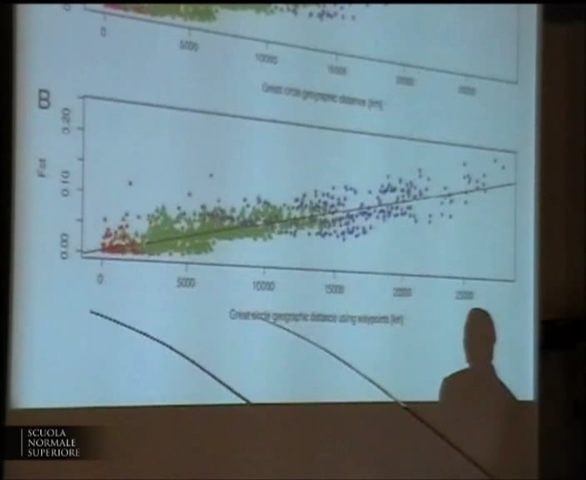 0 5000 10000 15000 20000 25000
Great circle geographic distance [km]
B
Fst
0.20
0.10
0.00
0 5000 10000 15000 20000 25000
Great circle geographic distance using waypoints [km]
SCUOLA
NORMALE
SUPERIORE